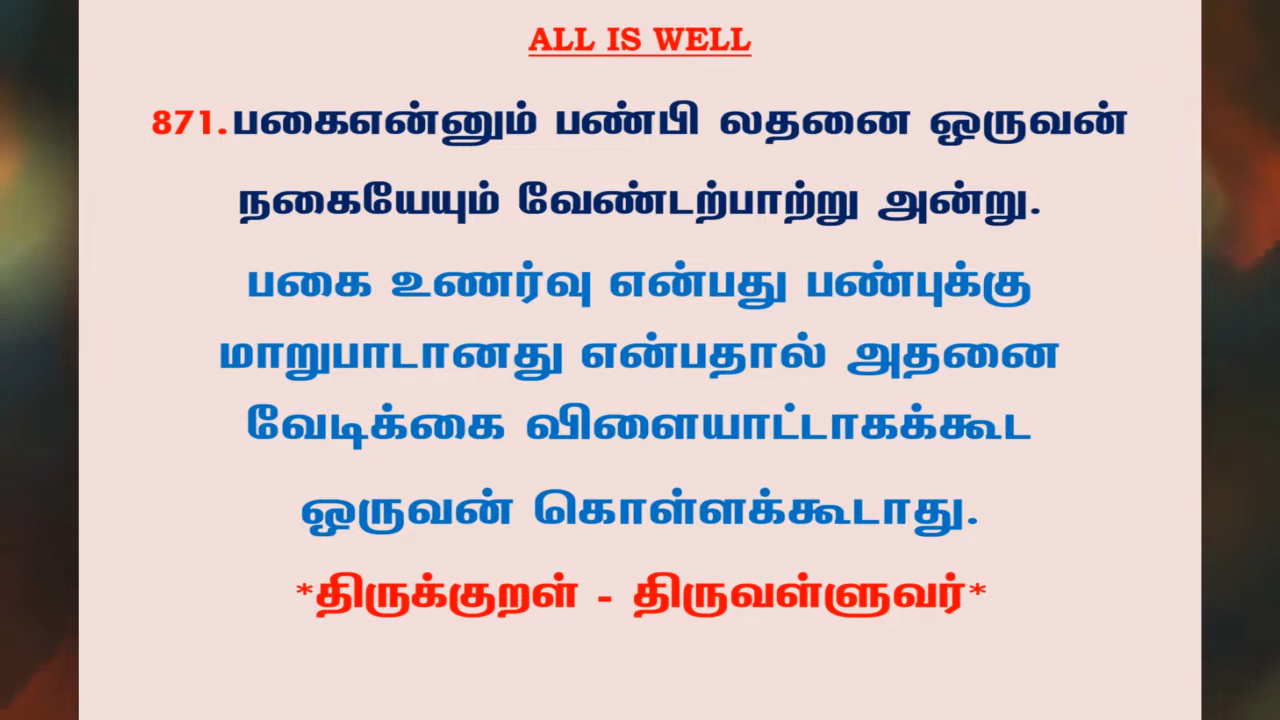 ALL IS WELL
871.பகைஎன்னும் பண்பி லதனை ஒருவன்
நகையேயும் வேண்டற்பாற்று அன்று.
பகை உணர்வு என்பது பண்புக்கு
மாறுபாடானது என்பதால் அதனை
வேடிக்கை விளையாட்டாகக்கூட
ஒருவன் கொள்ளக்கூடாது.
*திருக்குறள் - திருவள்ளுவர்*